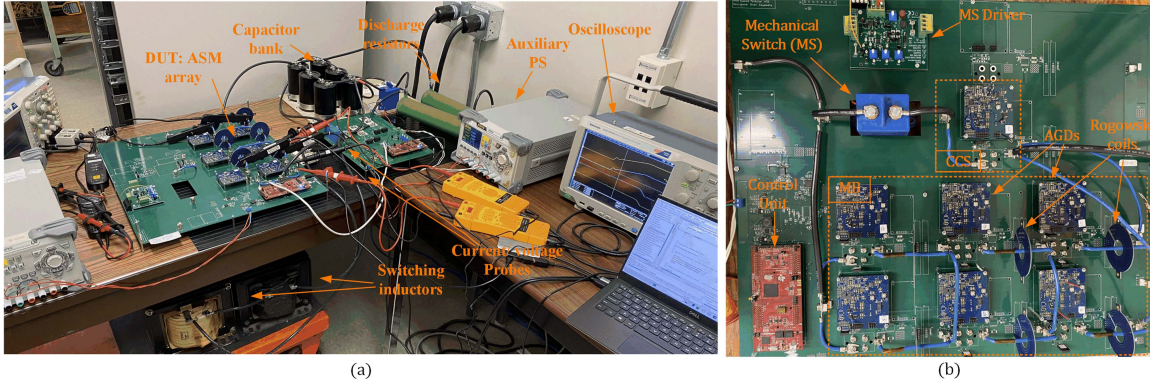 Capacitor
bank
DUT: ASM
array
Discharge
resistors
Auxiliary
PS
Oscilloscope
Current/voltage
Probes
Switching
inductors
(a)
MS Driver
Mechanical
Switch (MS)
AGDs
Rogowski
coils
CCS
MB
Control
Unit
(b)